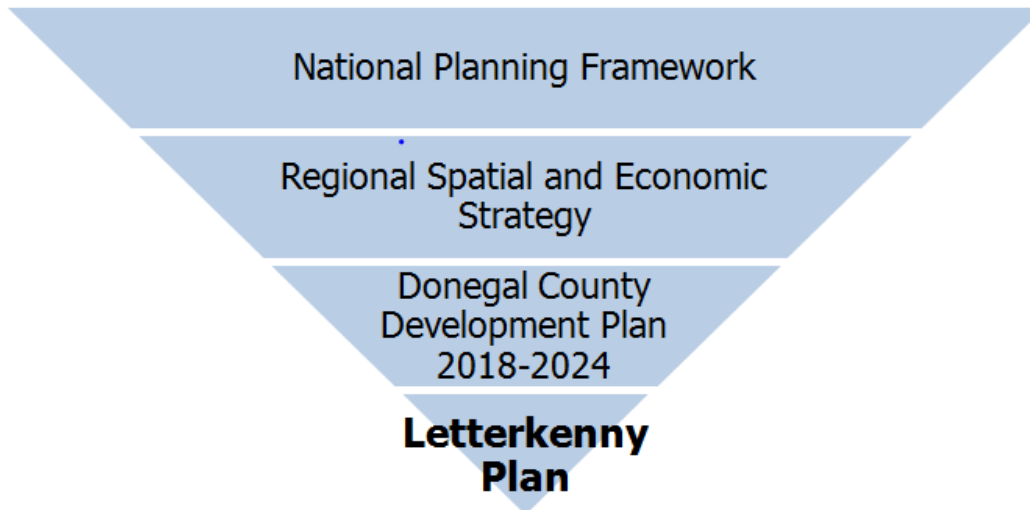 National Planning Framework
Regional Spatial and Economic
Strategy
Donegal County
Development Plan
2018-2024
Letterkenny
Plan